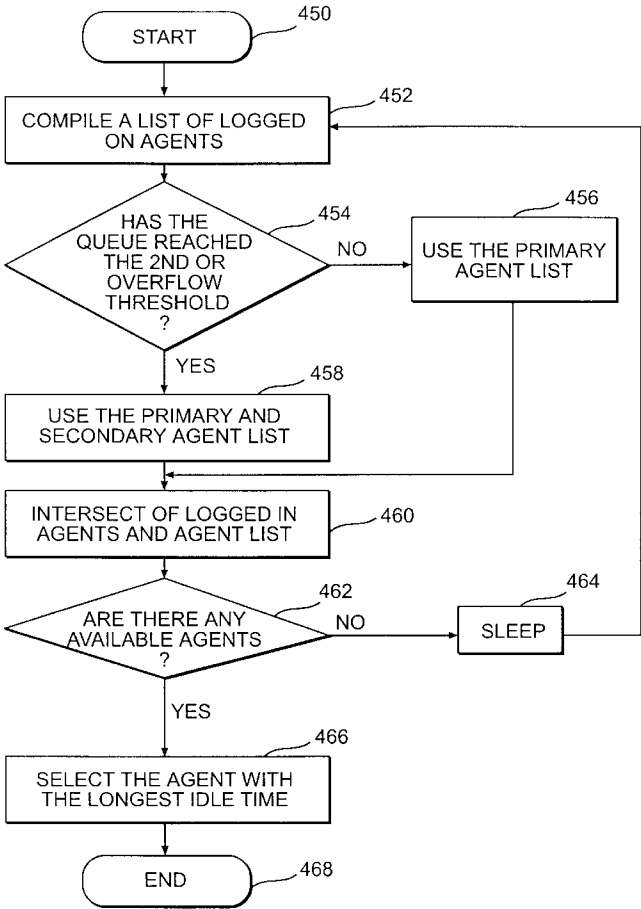 START
450
COMPILE A LIST OF LOGGED
ON AGENTS
452
HAS THE
QUEUE REACHED
THE 2ND OR
OVERFLOW
THRESHOLD
?
454
NO
456
USE THE PRIMARY
AGENT LIST
YES
458
USE THE PRIMARY AND
SECONDARY AGENT LIST
INTERSECT OF LOGGED IN
AGENTS AND AGENT LIST
460
ARE THERE ANY
AVAILABLE AGENTS
?
462
NO
464
SLEEP
YES
466
SELECT THE AGENT WITH
THE LONGEST IDLE TIME
END
468